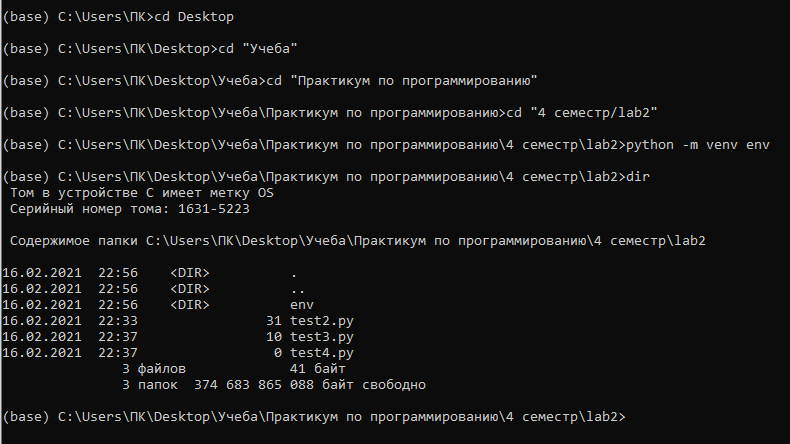 (base) C:\Users\ПК>cd Desktop
(base) C:\Users\ПК\Desktop>cd "Учеба"
(base) C:\Users\ПК\Desktop\Учеба>cd "Практикум по программированию"
(base) C:\Users\ПК\Desktop\Учеба\Практикум по программированию>cd "4 семестр/lab2"
(base) C:\Users\ПК\Desktop\Учеба\Практикум по программированию\4 семестр\lab2>python -m venv env
(base) C:\Users\ПК\Desktop\Учеба\Практикум по программированию\4 семестр\lab2>dir
Том в устройстве C имеет метку OS
Серийный номер тома: 1631-5223
Содержимое папки C:\Users\ПК\Desktop\Учеба\Практикум по программированию\4 семестр\lab2
16.02.2021  22:56    <DIR>          .
16.02.2021  22:56    <DIR>          ..
16.02.2021  22:56    <DIR>          env
16.02.2021  22:33                31 test2.py
16.02.2021  22:37                10 test3.py
16.02.2021  22:37                 0 test4.py
3 файлов             41 байт
3 папок  374 683 865 088 байт свободно
(base) C:\Users\ПК\Desktop\Учеба\Практикум по программированию\4 семестр\lab2>